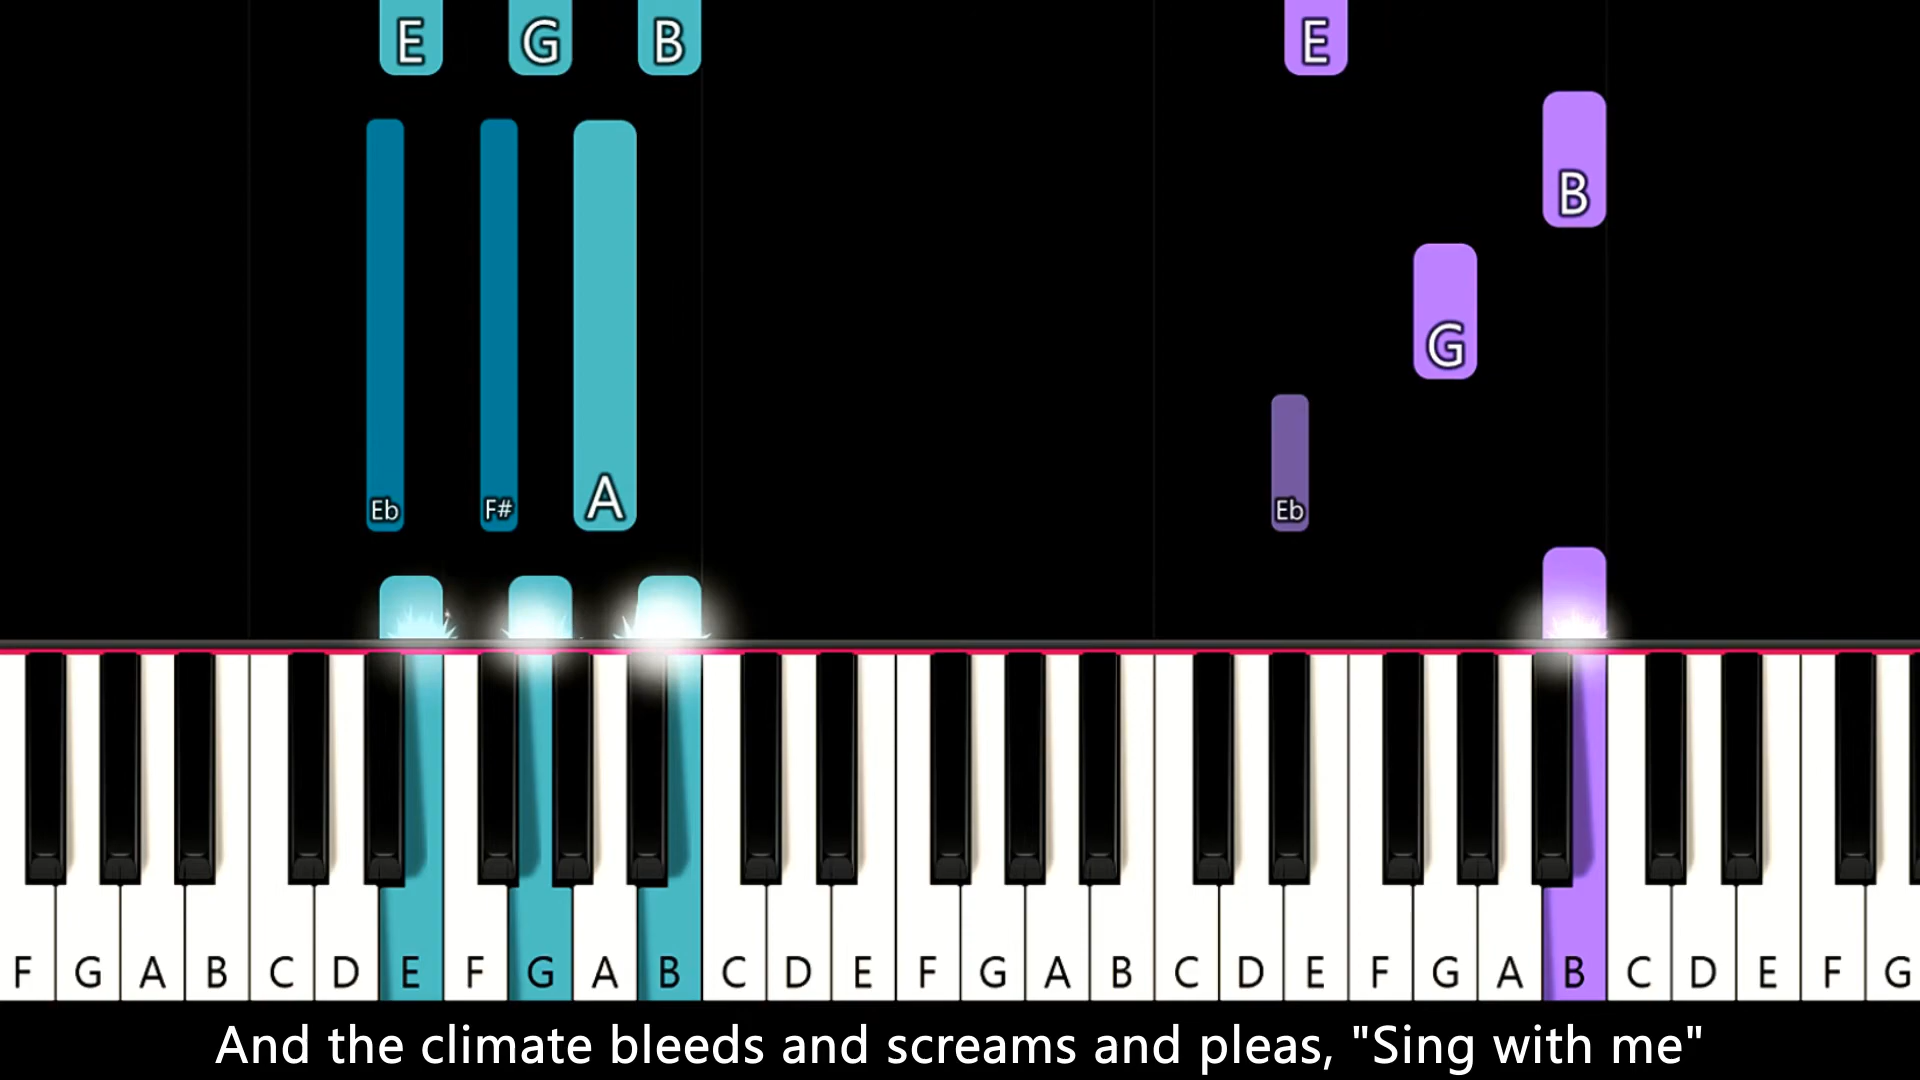 E G B E
B
G
Eb F# A Eb
F G A B C D E F G A B C D E F G A B C D E F G A B C D E F G
And the climate bleeds and screams and pleas, "Sing with me"